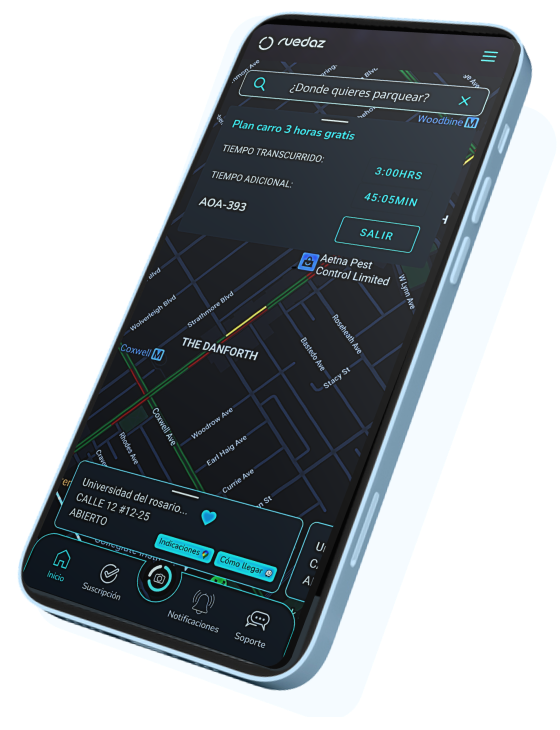 ruedaz
¿Donde quieres parquear?
Woodbine M
Plan carro 3 horas gratis
TIEMPO TRANSCURRIDO:
3:00HRS
TIEMPO ADICIONAL:
45:05MIN
AOA-393
SALIR
Aetna Pest
Control Limited
W Lynn Ave
Wolverleigh Blvd
Strathmore Blvd
Coxwell M
THE DANFORTH
Roseheath Ave
Bastedo Ave
Stacy St
Coxwell Ave
Rhodes Ave
Woodrow Ave
Earl Haig Ave
Currie Ave
Universidad del rosario...
CALLE 12 #12-25
ABIERTO
Indicaciones
Cómo llegar
Inicio
Suscripción
Notificaciones
Soporte